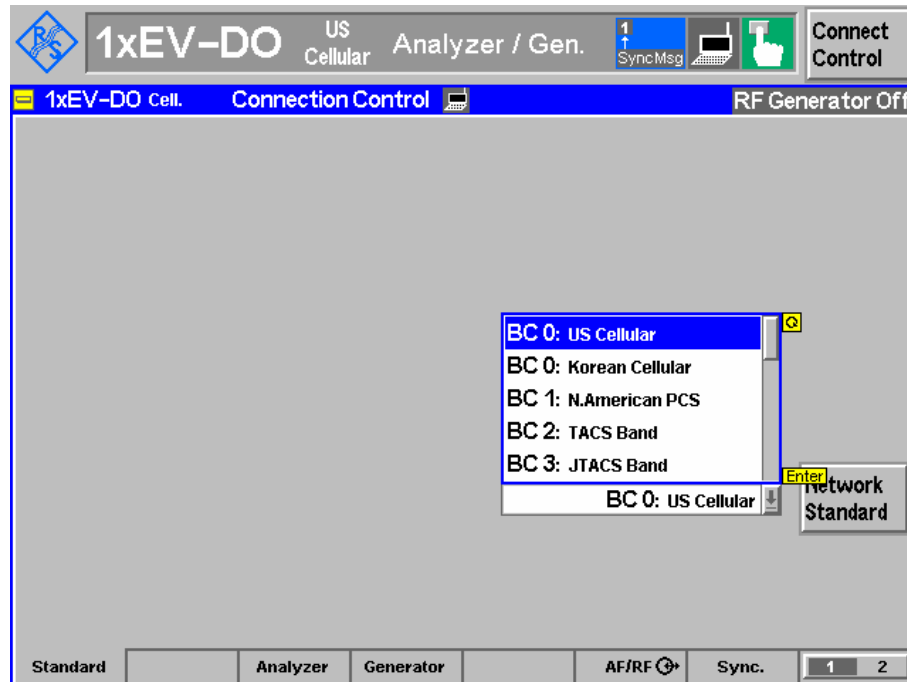 R&S 1xEV-DO US Cellular Analyzer / Gen. 1 SyncMsg Connect Control
1xEV-DO Cell. Connection Control RF Generator Off
BC 0: US Cellular
BC 0: Korean Cellular
BC 1: N.American PCS
BC 2: TACS Band
BC 3: JTACS Band
Enter
BC 0: US Cellular
Network
Standard
Standard Analyzer Generator AF/RF Sync. 1 2